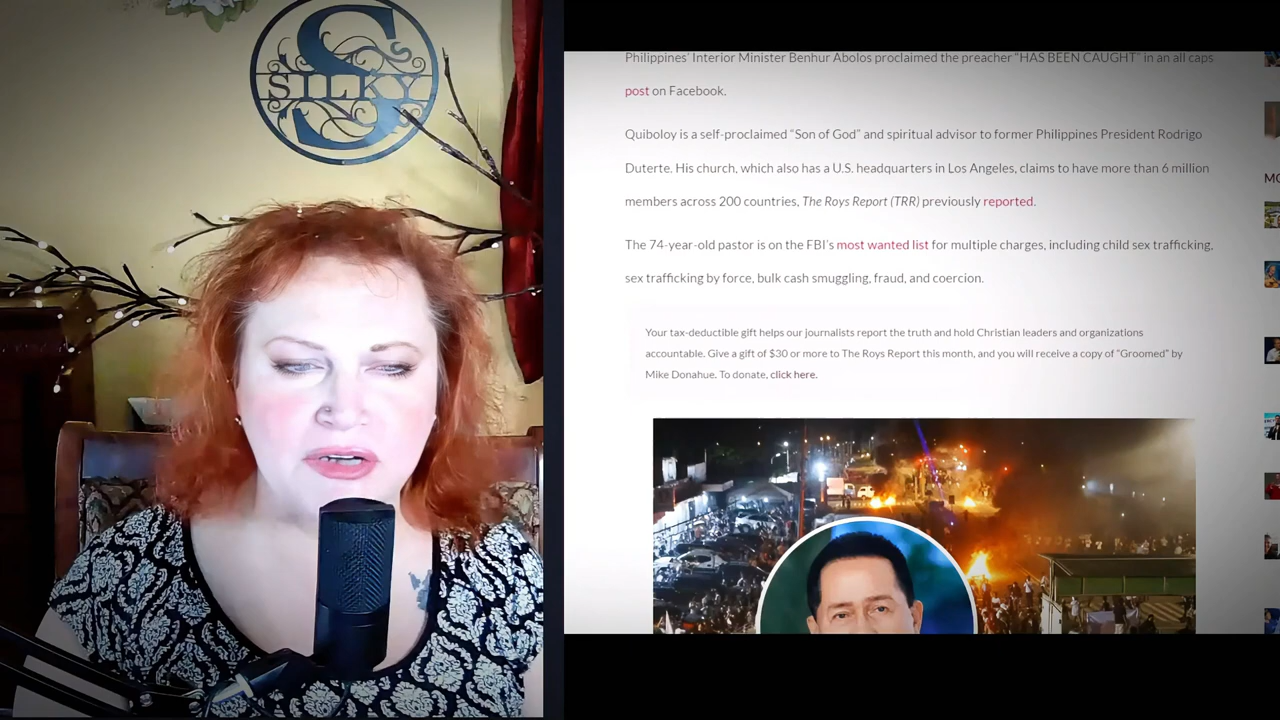 S
SILKY
Philippines' Interior Minister Benhur Abolos proclaimed the preacher "HAS BEEN CAUGHT" in an all caps
post on Facebook.
Quiboloy is a self-proclaimed "Son of God" and spiritual advisor to former Philippines President Rodrigo
Duterte. His church, which also has a U.S. headquarters in Los Angeles, claims to have more than 6 million
members across 200 countries, The Roys Report (TRR) previously reported.
The 74-year-old pastor is on the FBI's most wanted list for multiple charges, including child sex trafficking,
sex trafficking by force, bulk cash smuggling, fraud, and coercion.
Your tax-deductible gift helps our journalists report the truth and hold Christian leaders and organizations
accountable. Give a gift of $30 or more to The Roys Report this month, and you will receive a copy of "Groomed" by
Mike Donahue. To donate, click here.
MO